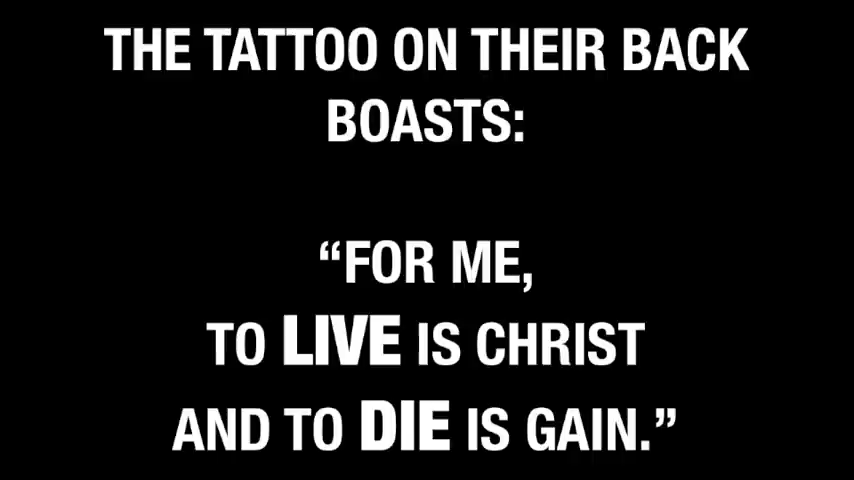 THE TATTOO ON THEIR BACK
BOASTS:
“FOR ME,
TO LIVE IS CHRIST
AND TO DIE IS GAIN.”